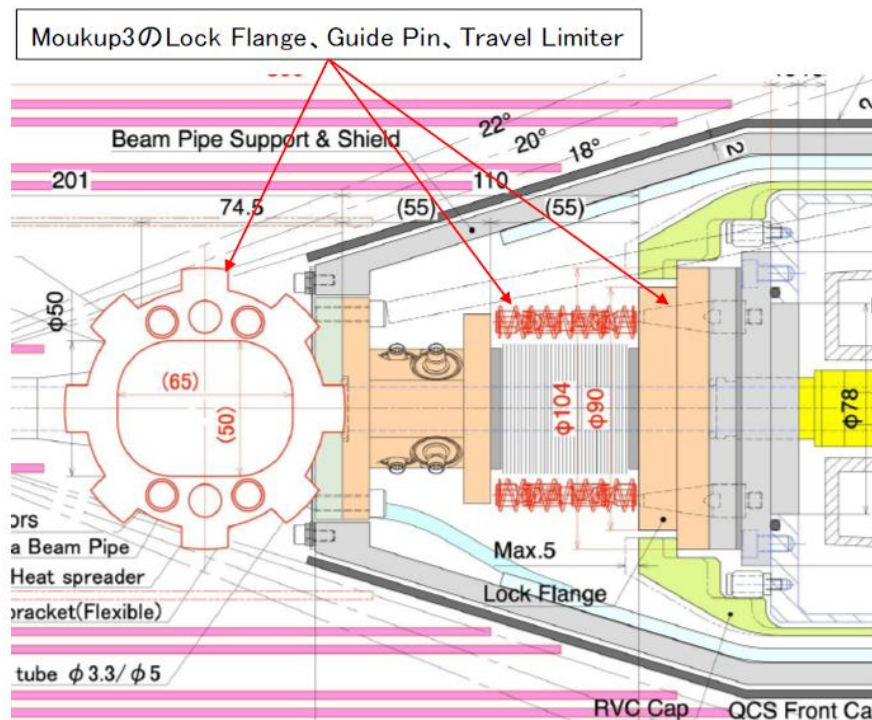 Moukup3のLock Flange、Guide Pin、Travel Limiter
22°
Beam Pipe Support & Shield
20°
18°
2
2
201
110
74.5
(55)
(55)
φ50
(65)
(50)
φ104
φ90
φ78
ors
a Beam Pipe
Heat spreader
bracket(Flexible)
tube φ3.3/φ5
Max.5
Lock Flange
RVC Cap
QCS Front Ca